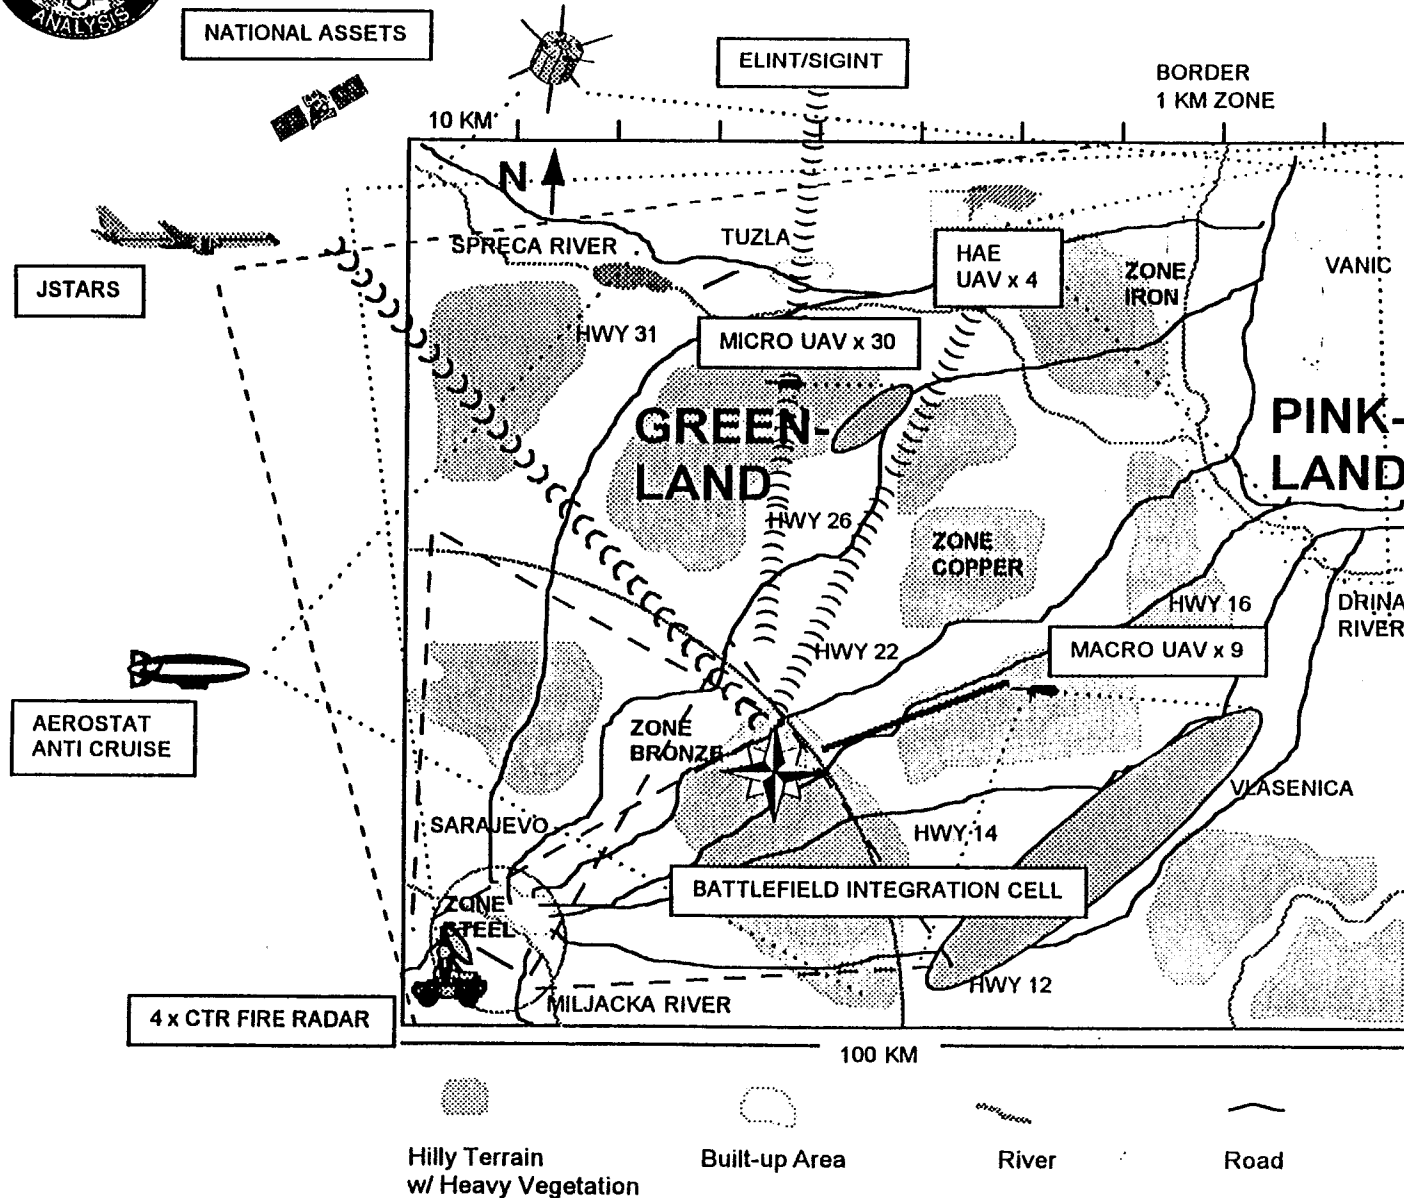 ANALYSIS
NATIONAL ASSETS
ELINT/SIGINT
BORDER
1 KM ZONE
10 KM
N
SPRECA RIVER
TUZLA
HAE
UAV x 4
ZONE
IRON
VANIC
JSTARS
HWY 31
MICRO UAV x 30
GREEN-
LAND
PINK-
LAND
HWY 26
ZONE
COPPER
HWY 16
DRINA
RIVER
HWY 22
MACRO UAV x 9
AEROSTAT
ANTI CRUISE
ZONE
BRONZE
VLASENICA
SARAJEVO
HWY 14
BATTLEFIELD INTEGRATION CELL
ZONE
STEEL
HWY 12
MILJACKA RIVER
4 x CTR FIRE RADAR
100 KM
Hilly Terrain
w/ Heavy Vegetation
Built-up Area
River
Road